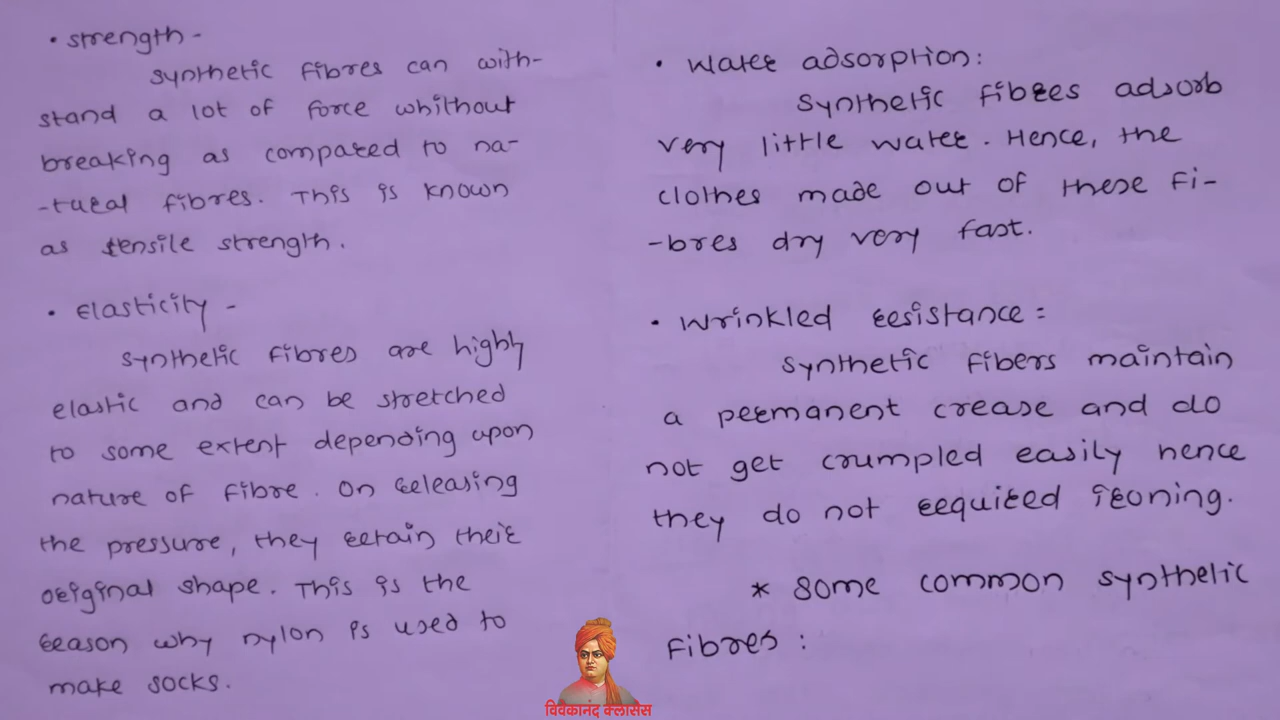 • strength -
synthetic fibres can with-
stand a lot of force whilthout
breaking as compared to na-
-tural fibres. This is known
as tensile strength.
• Elasticity -
synthetic fibres are highly
elastic and can be stretched
to some extent depending upon
nature of fibre. On releasing
the pressure, they retain their
original shape. This is the
reason why nylon is used to
make socks.
• Water adsorption:
Synthetic fibres adsorb
very little water. Hence, the
clothes made out of these fi-
-bres dry very fast.
• Wrinkled resistance:
synthetic fibers maintain
a permanent crease and do
not get crumpled easily hence
they do not required ironing.
* Some common synthetic
fibres:
विवेकानंद क्लासेस